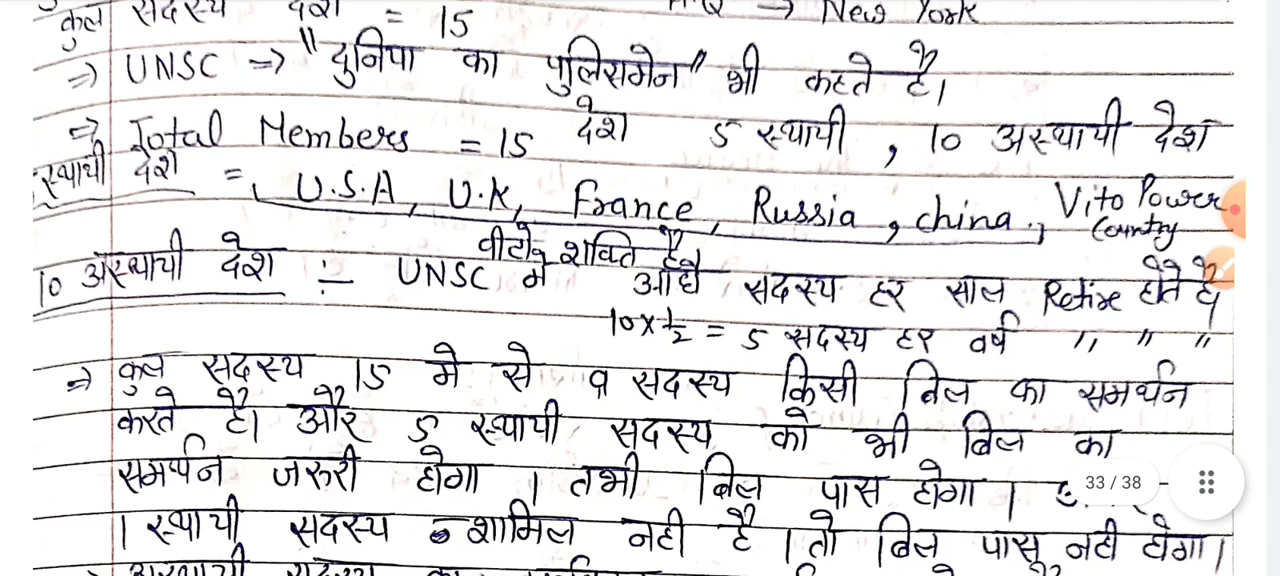 कुल सदस्य देश = 15 HQ → New York
⇒ UNSC ⇒ "दुनिया का पुलिसमेन" भी कहते है।
⇒ Total Members = 15 देश 5 स्थायी, 10 अस्थायी देश
स्थायी देश = U.S.A, U.K, France, Russia, china, Vito Power Country
वीटो शक्ति है
10 अस्थायी देश :- UNSC मे आधे सदस्य हर साल Retire होते है
10×1/2 = 5 सदस्य हर वर्ष " " "
⇒ कुल सदस्य 15 मे से 9 सदस्य किसी बिल का समर्थन
करते है। और 5 स्थायी सदस्य को भी बिल का
समर्थन जरुरी होगा । तभी बिल पास होगा ।
33 / 38
। स्थायी सदस्य शामिल नही है । तो बिल पास नही होगा।